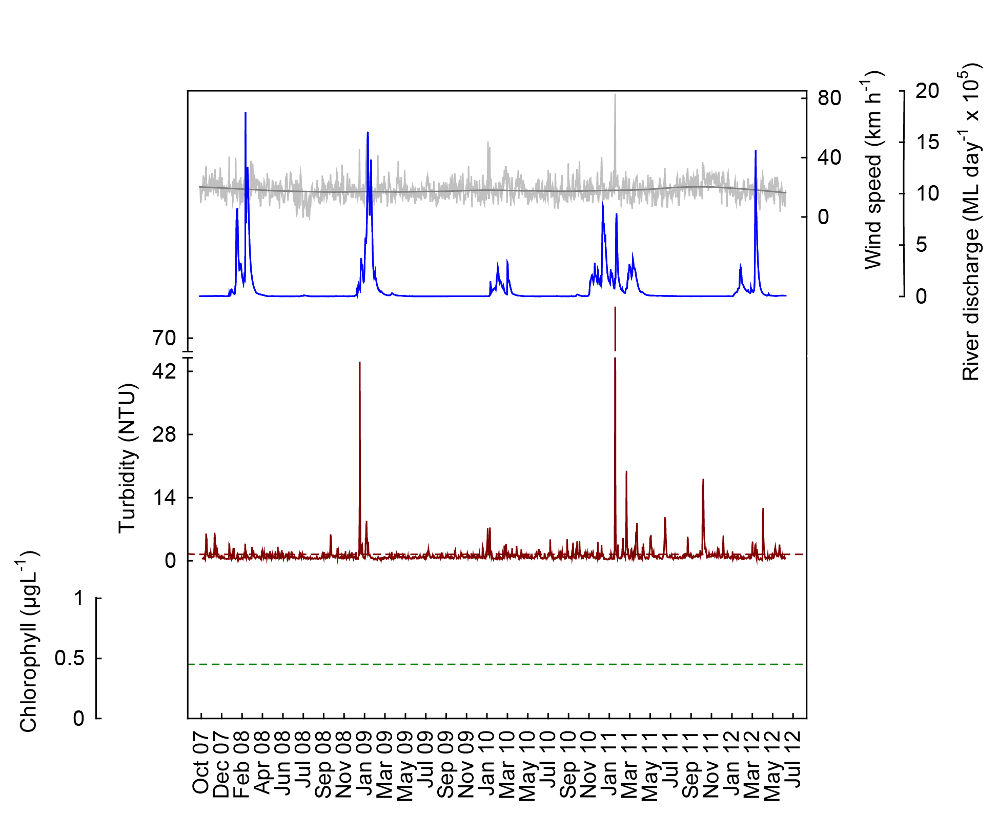 80
40
0
Wind speed (km h-1)
20
15
10
5
0
River discharge (ML day-1 x 105)
70
42
28
14
0
Turbidity (NTU)
1
0.5
0
Chlorophyll (µgL-1)
Oct 07
Dec 07
Feb 08
Apr 08
Jun 08
Jul 08
Sep 08
Nov 08
Jan 09
Mar 09
May 09
Jul 09
Sep 09
Nov 09
Jan 10
Mar 10
May 10
Jul 10
Sep 10
Nov 10
Jan 11
Mar 11
May 11
Jul 11
Sep 11
Nov 11
Jan 12
Mar 12
May 12
Jul 12